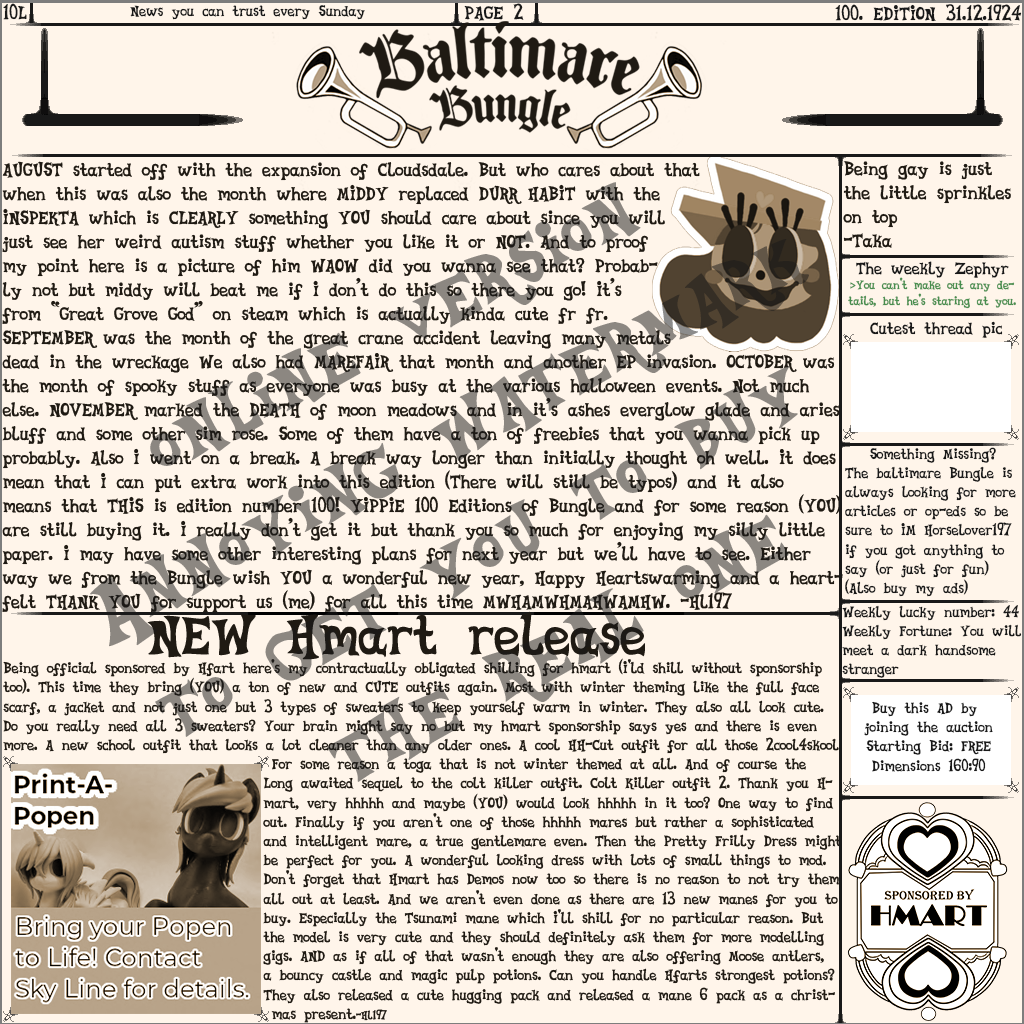 10L
News you can trust every Sunday
PAGE 2
100. EDITION 31.12.1924
Baltimare
Bungle
AUGUST started off with the expansion of Cloudsdale. But who cares about that
when this was also the month where MiDDY replaced DURR HABiT with the
iNSPEKTA which is CLEARLY something YOU should care about since you will
just see her weird autism stuff whether you like it or NOT. And to proof
my point here is a picture of him WAOW did you wanna see that? Probab-
ly not but middy will beat me if i don't do this so there you go! it's
from "Great Grove God" on steam which is actually kinda cute fr fr.
SEPTEMBER was the month of the great crane accident leaving many metals
dead in the wreckage We also had MAREFAiR that month and another EP invasion. OCTOBER was
the month of spooky stuff as everyone was busy at the various halloween events. Not much
else. NOVEMBER marked the DEATH of moon meadows and in it's ashes everglow glade and aries
bluff and some other sim rose. Some of them have a ton of freebies that you wanna pick up
probably. Also i went on a break. A break way longer than initially thought oh well. it does
mean that i can put extra work into this edition (There will still be typos) and it also
means that THiS is edition number 100! YiPPiE 100 Editions of Bungle and for some reason (YOU)
are still buying it. i really don't get it but thank you so much for enjoying my silly little
paper. i may have some other interesting plans for next year but we'll have to see. Either
way we from the Bungle wish YOU a wonderful new year, Happy Heartswarming and a heart-
felt THANK YOU for support us (me) for all this time MWHAMWHMAHWAMHW. -HL197
ONLiNE VERSiON
ANNOYiNG WATERMARK
TO GET YOU TO BUY
THE REAL ONE
NEW Hmart release
Being official sponsored by Hfart here's my contractually obligated shilling for hmart (i'Ld shill without sponsorship
too). This time they bring (YOU) a ton of new and CUTE outfits again. Most with winter theming like the full face
scarf, a jacket and not just one but 3 types of sweaters to keep yourself warm in winter. They also all look cute.
Do you really need all 3 sweaters? Your brain might say no but my hmart sponsorship says yes and there is even
more. A new school outfit that Looks a Lot cleaner than any older ones. A cool HH-Cut outfit for all those 2cool4skool
For some reason a toga that is not winter themed at all. And of course the
Long awaited sequel to the colt killer outfit. Colt Killer outfit 2. Thank you H-
mart, very hhhhh and maybe (YOU) would Look hhhhh in it too? One way to find
out. Finally if you aren't one of those hhhhh mares but rather a sophisticated
and intelligent mare, a true gentlemare even. Then the Pretty Frilly Dress might
be perfect for you. A wonderful Looking dress with Lots of small things to mod.
Don't forget that Hmart has Demos now too so there is no reason to not try them
all out at Least. And we aren't even done as there are 13 new manes for you to
buy. Especially the Tsunami mane which i'll shill for no particular reason. But
the model is very cute and they should definitely ask them for more modelling
gigs. AND as if all of that wasn't enough they are also offering Moose antlers,
a bouncy castle and magic pulp potions. Can you handle Hfarts strongest potions?
They also released a cute hugging pack and released a mane 6 pack as a christ-
mas present.-HL197
Print-A-
Popen
Bring your Popen
to Life! Contact
Sky Line for details.
Being gay is just
the little sprinkles
on top
-Taka
The weekly Zephyr
>You can't make out any de-
tails, but he's staring at you.
Cutest thread pic
Something Missing?
The baltimare Bungle is
always looking for more
articles or op-eds so be
sure to iM Horselover197
if you got anything to
say (or just for fun)
(Also buy my ads)
Weekly Lucky number: 44
Weekly Fortune: You will
meet a dark handsome
stranger
Buy this AD by
joining the auction
Starting Bid: FREE
Dimensions 160:90
SPONSORED BY
HMART